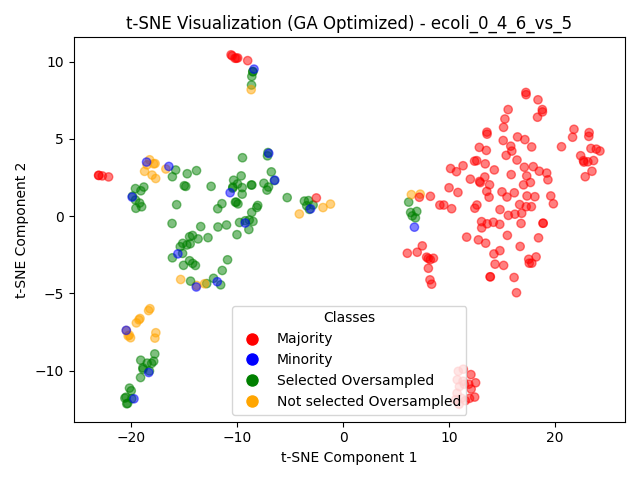 t-SNE Visualization (GA Optimized) - ecoli_0_4_6_vs_5
t-SNE Component 2
10
5
0
−5
−10
Classes
Majority
Minority
Selected Oversampled
Not selected Oversampled
−20
−10
0
10
20
t-SNE Component 1